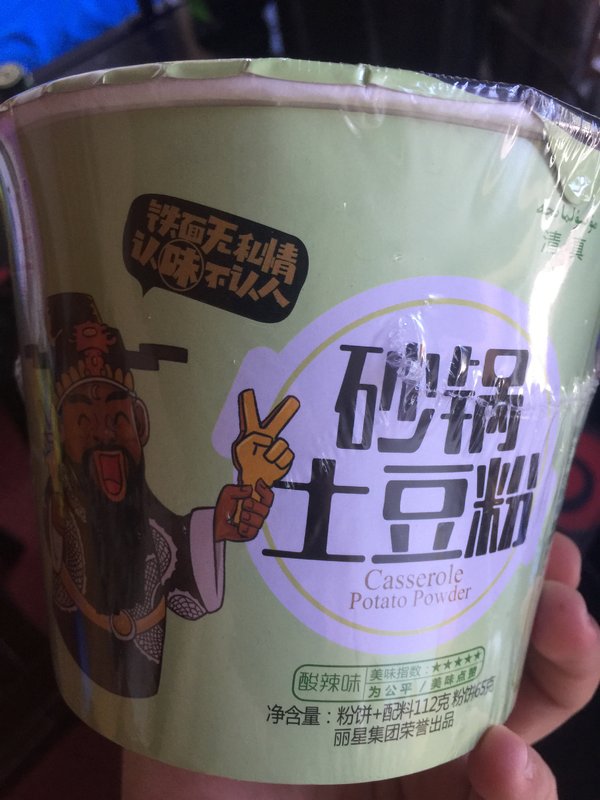 铁面无私情
认味不认人
清真
砂锅
土豆粉
Casserole
Potato Powder
酸辣味
美味指数:★★★★★
为公平 / 美味点赞
净含量:粉饼+配料112克 粉饼65克
丽星集团荣誉出品